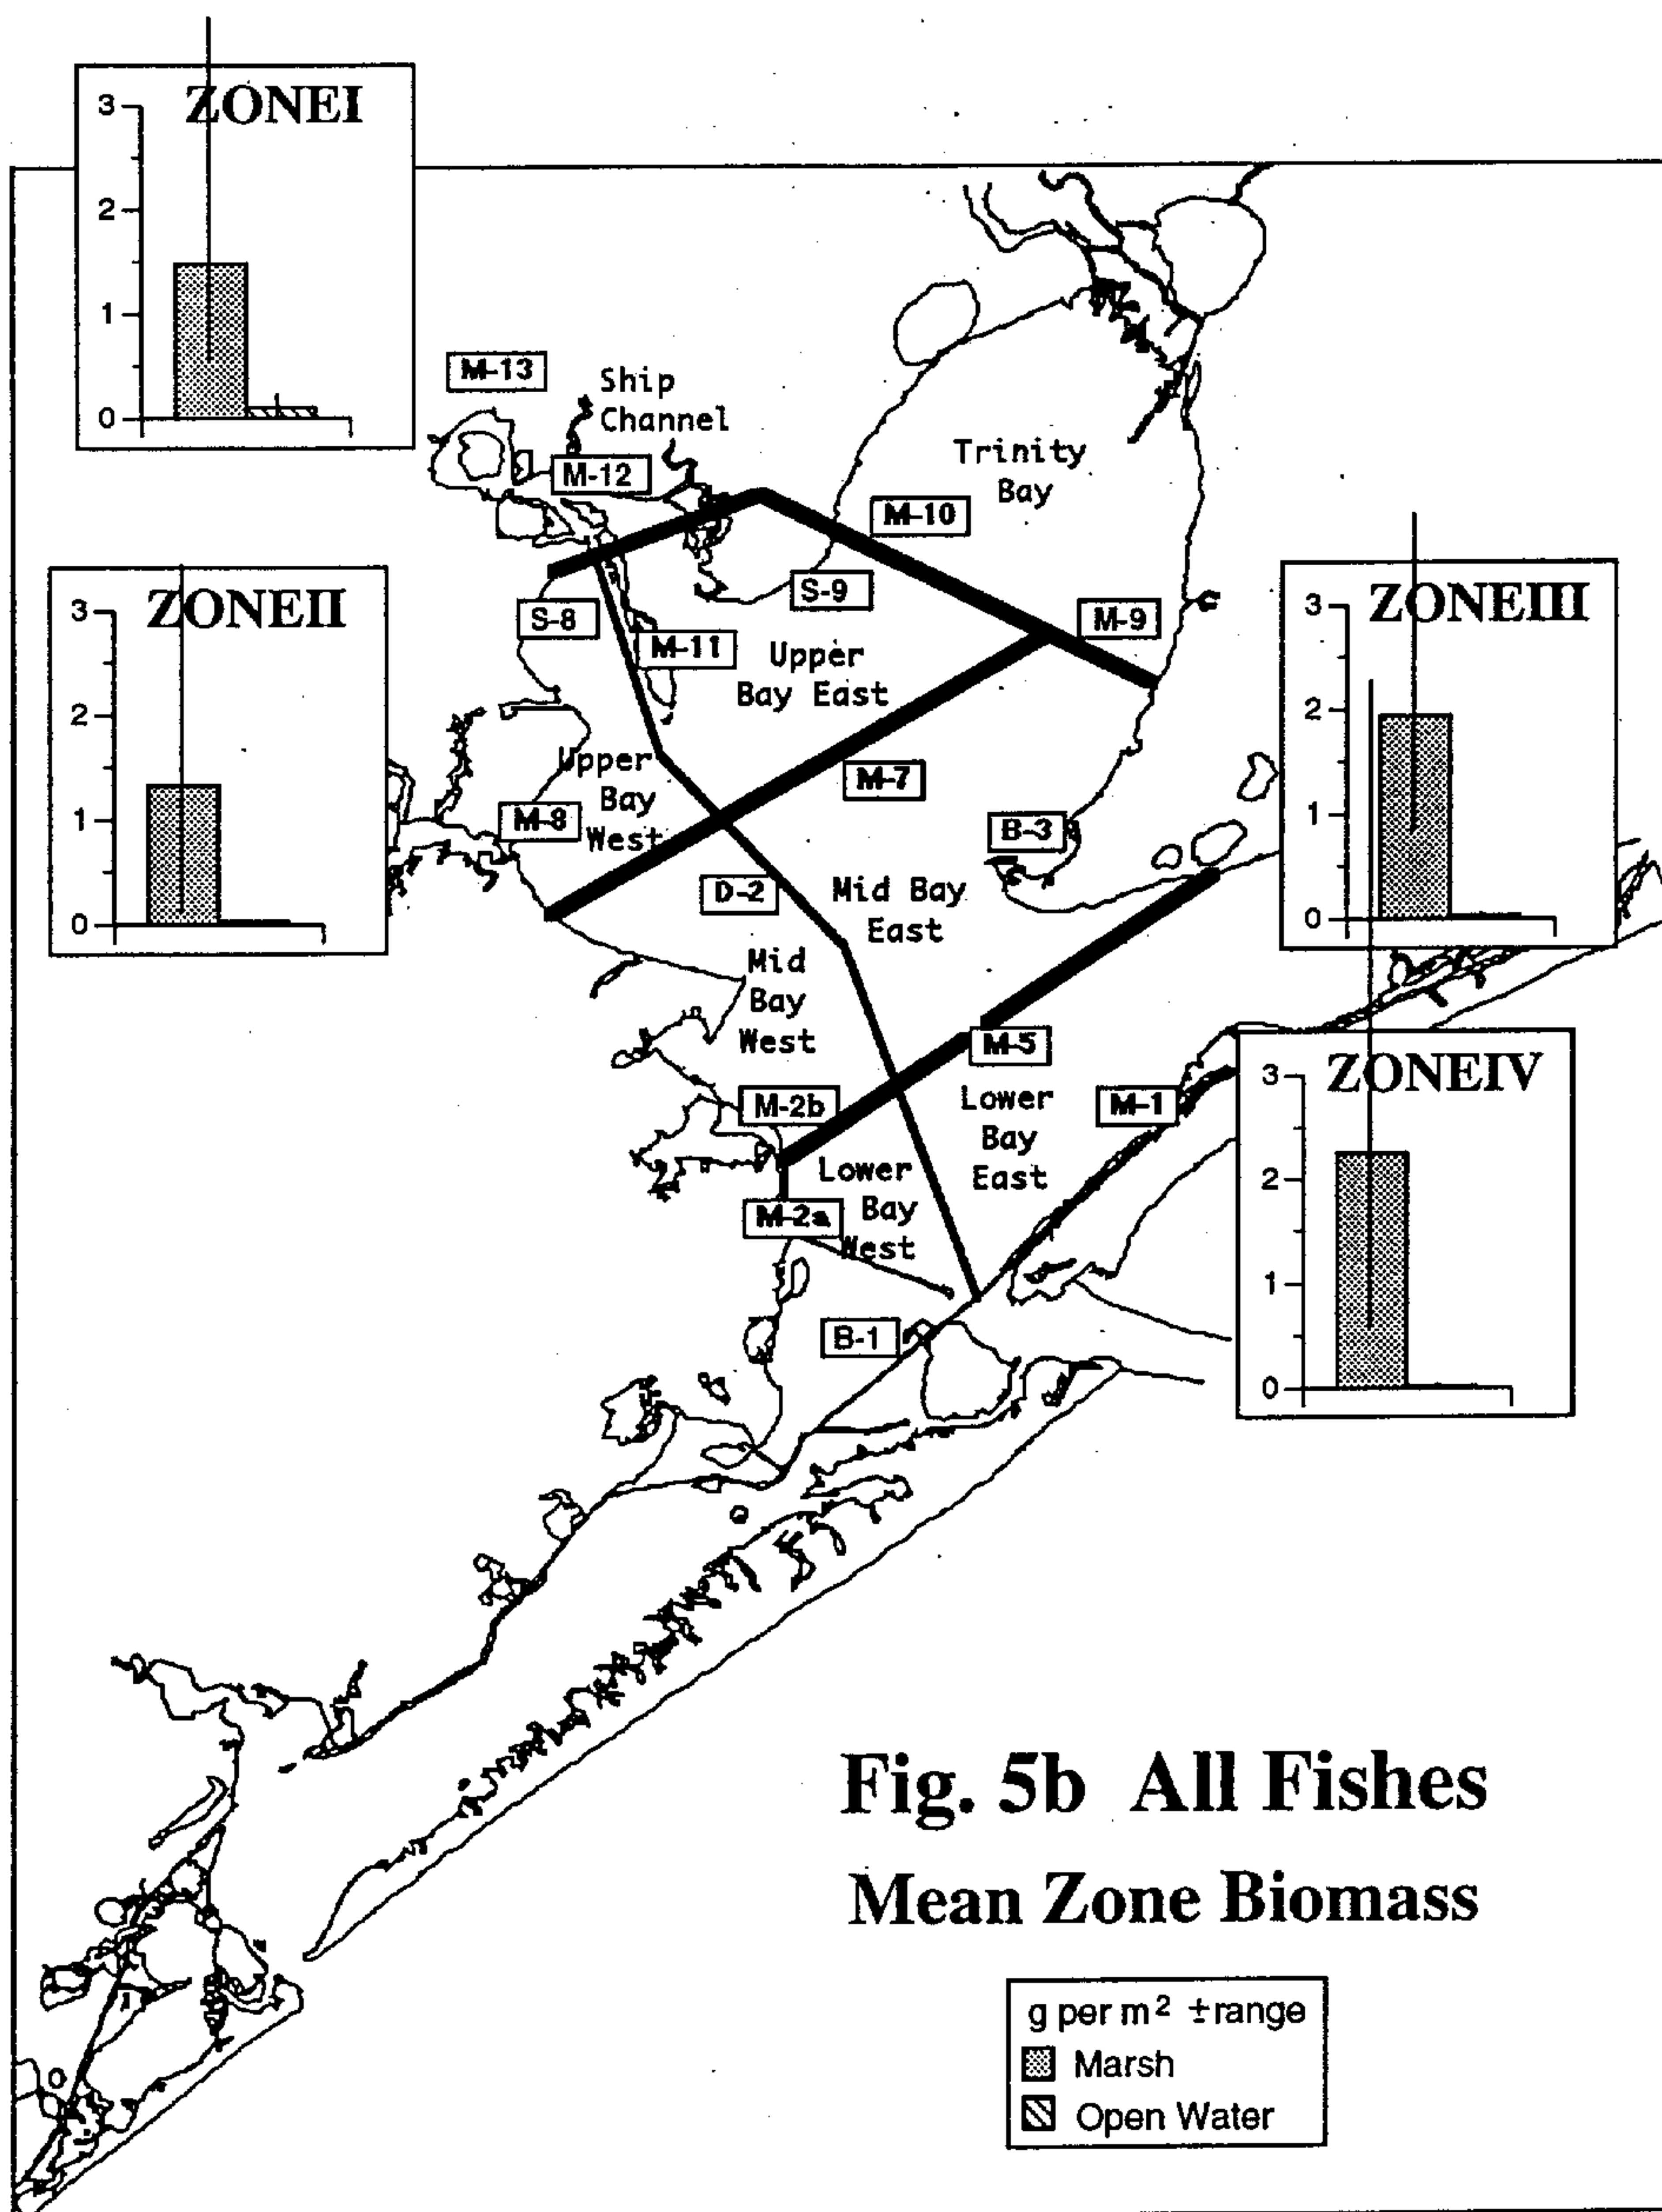 ZONEI
3
2
1
0
M-13
Ship
Channel
M-12
Trinity
Bay
M-10
S-9
S-8
M-9
M-11
Upper
Bay East
ZONEII
3
2
1
0
ZONEIII
3
2
1
0
Upper
Bay
West
M-8
M-7
B-3
D-2
Mid Bay
East
Mid
Bay
West
M-5
M-2b
Lower
Bay
East
M-1
Lower
Bay
West
M-2a
ZONEIV
3
2
1
0
B-1
Fig. 5b All Fishes
Mean Zone Biomass
g per m² ±range
Marsh
Open Water